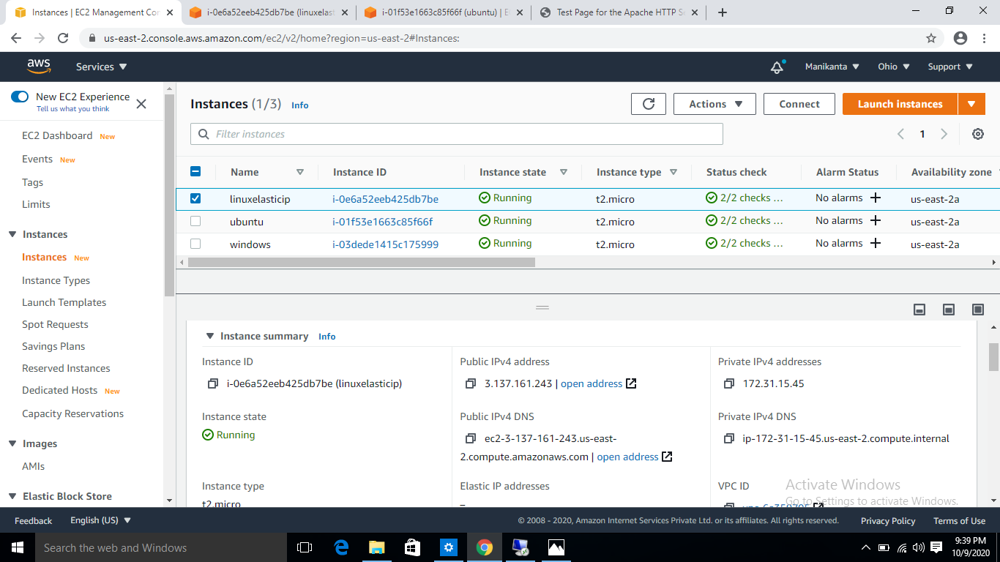 Instances | EC2 Management Con
i-0e6a52eeb425db7be (linuxelast
i-01f53e1663c85f66f (ubuntu) | E
Test Page for the Apache HTTP Se
us-east-2.console.aws.amazon.com/ec2/v2/home?region=us-east-2#Instances:
aws
Services
Manikanta
Ohio
Support
New EC2 Experience
Tell us what you think
EC2 Dashboard New
Events New
Tags
Limits
Instances
Instances New
Instance Types
Launch Templates
Spot Requests
Savings Plans
Reserved Instances
Dedicated Hosts New
Capacity Reservations
Images
AMIs
Elastic Block Store
Instances (1/3) Info
Actions
Connect
Launch instances
Filter instances
1
Name Instance ID Instance state Instance type Status check Alarm Status Availability zone
linuxelasticip i-0e6a52eeb425db7be Running t2.micro 2/2 checks ... No alarms + us-east-2a
ubuntu i-01f53e1663c85f66f Running t2.micro 2/2 checks ... No alarms + us-east-2a
windows i-03dede1415c175999 Running t2.micro 2/2 checks ... No alarms + us-east-2a
Instance summary Info
Instance ID
i-0e6a52eeb425db7be (linuxelasticip)
Public IPv4 address
3.137.161.243 | open address
Private IPv4 addresses
172.31.15.45
Instance state
Running
Public IPv4 DNS
ec2-3-137-161-243.us-east-
2.compute.amazonaws.com | open address
Private IPv4 DNS
ip-172-31-15-45.us-east-2.compute.internal
Instance type
t2.micro
Elastic IP addresses
–
VPC ID
Activate Windows
Go to Settings to activate Windows.
Feedback
English (US)
© 2008 - 2020, Amazon Internet Services Private Ltd. or its affiliates. All rights reserved.
Privacy Policy
Terms of Use
Search the web and Windows
9:39 PM
10/9/2020